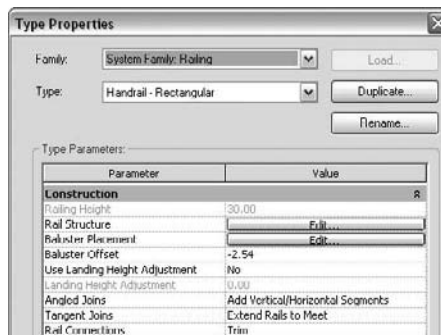 Type Properties
Family: System Family: Railing Load...
Type: Handrail - Rectangular Duplicate...
Rename...
Type Parameters:
Parameter Value
Construction
Railing Height 30.00
Rail Structure Edit...
Baluster Placement Edit...
Baluster Offset -2.54
Use Landing Height Adjustment No
Landing Height Adjustment 0.00
Angled Joins Add Vertical/Horizontal Segments
Tangent Joins Extend Rails to Meet
Rail Connections Trim